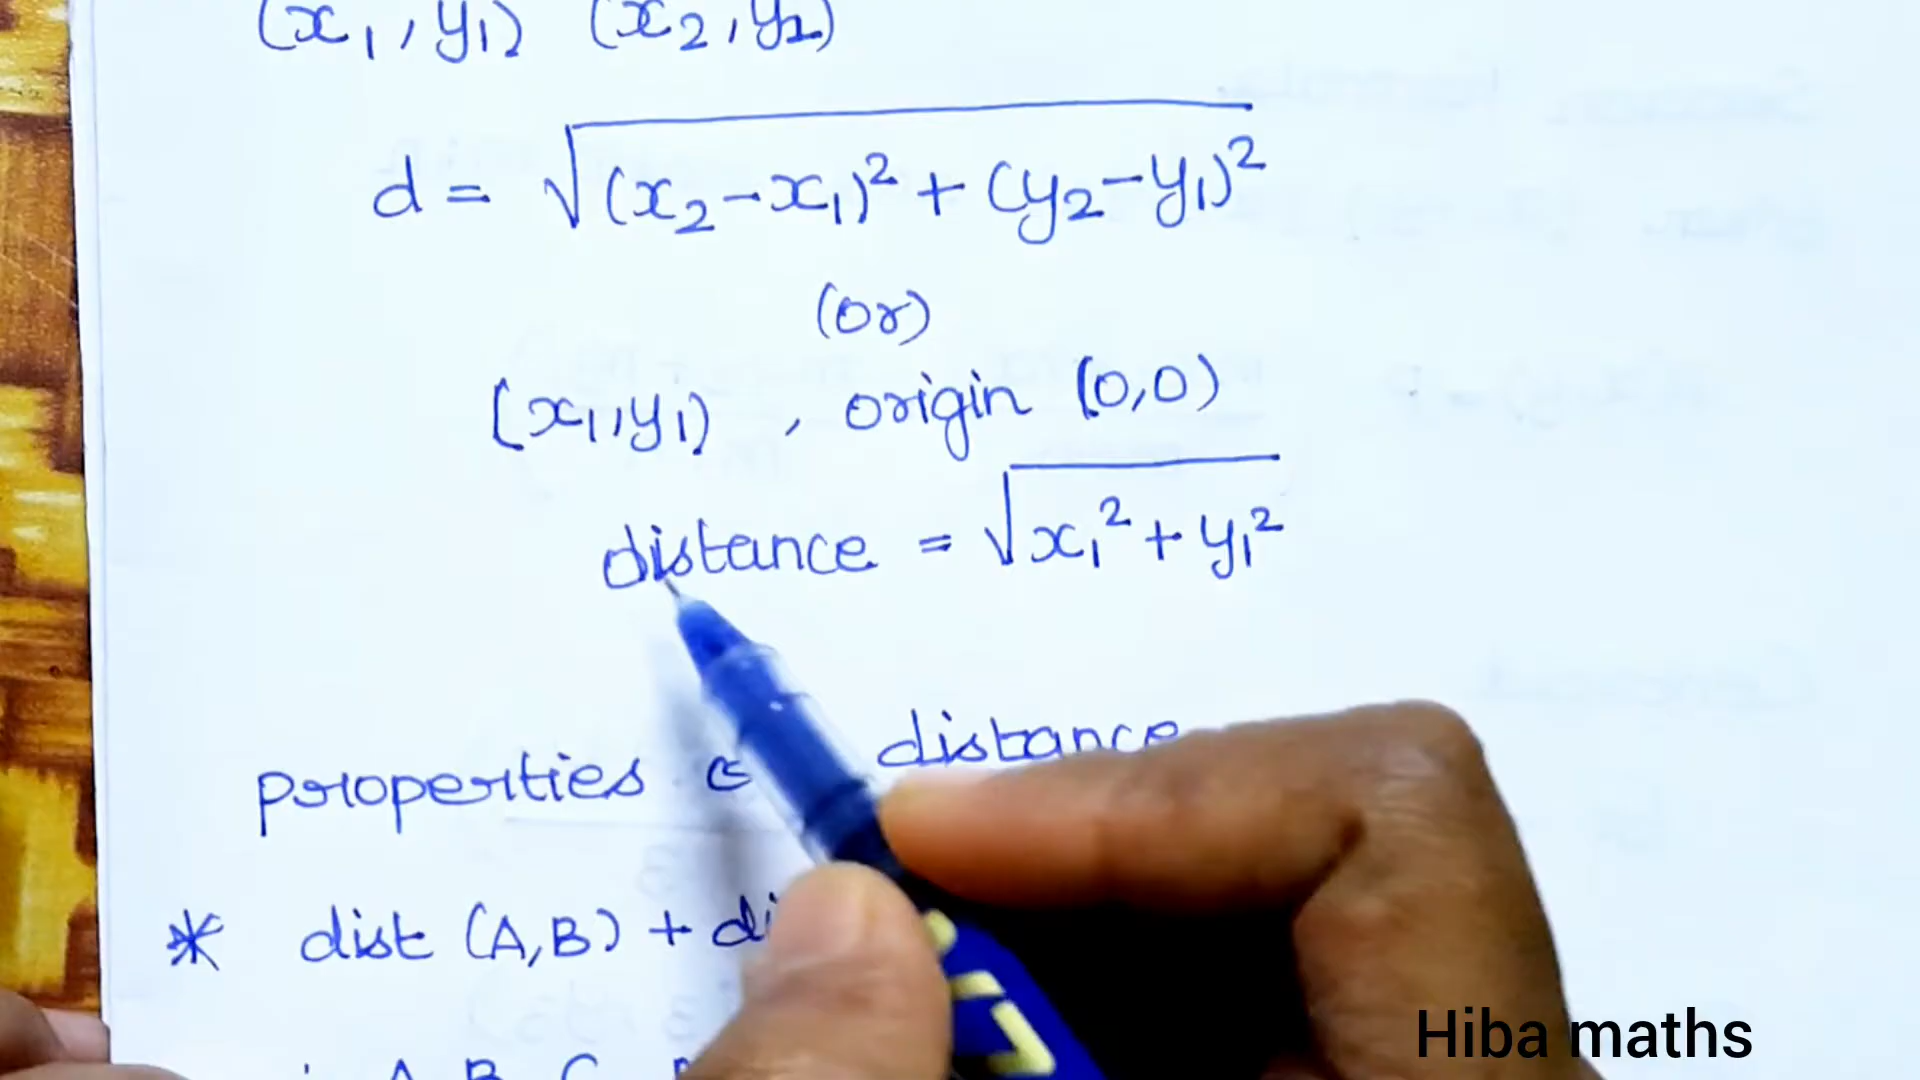 (x₁, y₁) (x₂, y₂)
d = √(x₂-x₁)² + (y₂-y₁)²
(or)
(x₁, y₁) , origin (0,0)
distance = √x₁² + y₁²
properties distance
* dist (A,B) +
A B C
Hiba maths